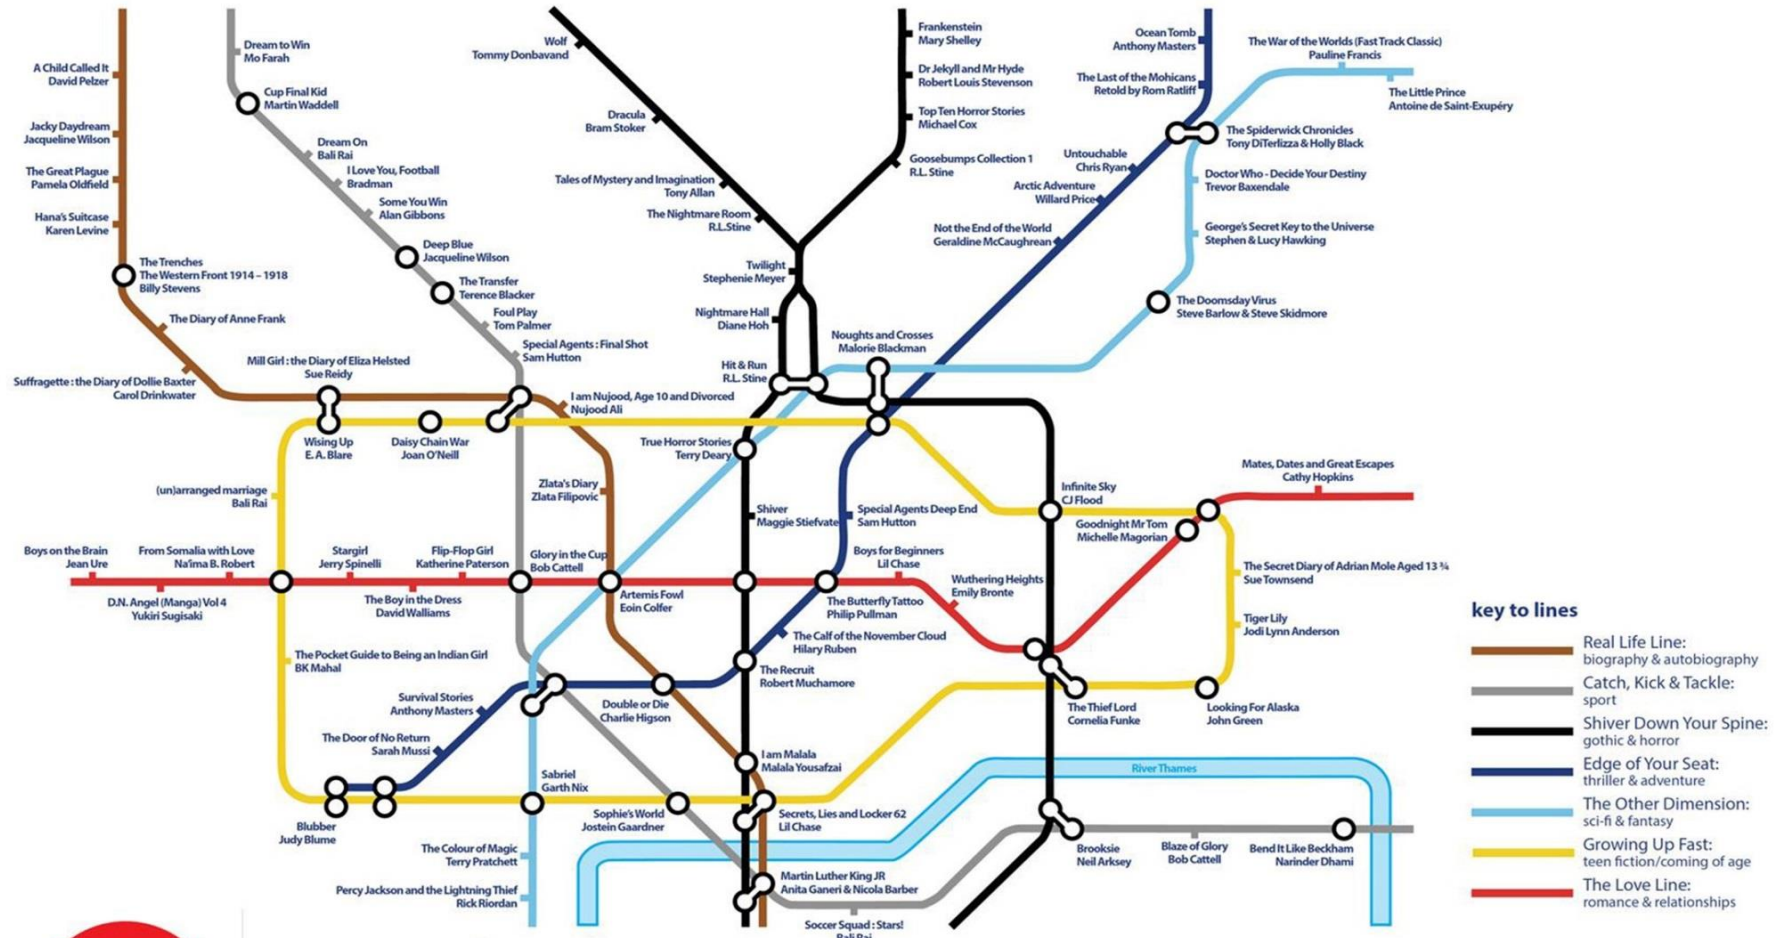 A Child Called It
David Pelzer
Jacky Daydream
Jacqueline Wilson
The Great Plague
Pamela Oldfield
Hana's Suitcase
Karen Levine
The Trenches
The Western Front 1914 – 1918
Billy Stevens
The Diary of Anne Frank
Suffragette : the Diary of Dollie Baxter
Carol Drinkwater
Mill Girl : the Diary of Eliza Helsted
Sue Reidy
Dream to Win
Mo Farah
Cup Final Kid
Martin Waddell
Dream On
Bali Rai
I Love You, Football
Bradman
Some You Win
Alan Gibbons
Deep Blue
Jacqueline Wilson
The Transfer
Terence Blacker
Foul Play
Tom Palmer
Special Agents : Final Shot
Sam Hutton
I am Nujood, Age 10 and Divorced
Nujood Ali
Wolf
Tommy Donbavand
Dracula
Bram Stoker
Tales of Mystery and Imagination
Tony Allan
The Nightmare Room
R.L.Stine
Twilight
Stephenie Meyer
Nightmare Hall
Diane Hoh
Hit & Run
R.L. Stine
Frankenstein
Mary Shelley
Dr Jekyll and Mr Hyde
Robert Louis Stevenson
Top Ten Horror Stories
Michael Cox
Goosebumps Collection 1
R.L. Stine
Noughts and Crosses
Malorie Blackman
Ocean Tomb
Anthony Masters
The Last of the Mohicans
Retold by Rom Ratliff
Untouchable
Chris Ryan
Arctic Adventure
Willard Price
Not the End of the World
Geraldine McCaughrean
The War of the Worlds (Fast Track Classic)
Pauline Francis
The Little Prince
Antoine de Saint-Exupéry
The Spiderwick Chronicles
Tony DiTerlizza & Holly Black
Doctor Who - Decide Your Destiny
Trevor Baxendale
George's Secret Key to the Universe
Stephen & Lucy Hawking
The Doomsday Virus
Steve Barlow & Steve Skidmore
Wising Up
E. A. Blare
Daisy Chain War
Joan O'Neill
True Horror Stories
Terry Deary
(un)arranged marriage
Bali Rai
Zlata's Diary
Zlata Filipovic
Shiver
Maggie Stiefvate
Special Agents Deep End
Sam Hutton
Infinite Sky
CJ Flood
Goodnight Mr Tom
Michelle Magorian
Mates, Dates and Great Escapes
Cathy Hopkins
Boys on the Brain
Jean Ure
From Somalia with Love
Na'ima B. Robert
Stargirl
Jerry Spinelli
Flip-Flop Girl
Katherine Paterson
Glory in the Cup
Bob Cattell
Boys for Beginners
Lil Chase
Wuthering Heights
Emily Bronte
The Secret Diary of Adrian Mole Aged 13 ¾
Sue Townsend
D.N. Angel (Manga) Vol 4
Yukiri Sugisaki
The Boy in the Dress
David Walliams
Artemis Fowl
Eoin Colfer
The Butterfly Tattoo
Philip Pullman
Tiger Lily
Jodi Lynn Anderson
The Calf of the November Cloud
Hilary Ruben
The Pocket Guide to Being an Indian Girl
BK Mahal
The Recruit
Robert Muchamore
Survival Stories
Anthony Masters
Double or Die
Charlie Higson
The Thief Lord
Cornelia Funke
Looking For Alaska
John Green
The Door of No Return
Sarah Mussi
I am Malala
Malala Yousafzai
River Thames
Sabriel
Garth Nix
Blubber
Judy Blume
Sophie's World
Jostein Gaardner
Secrets, Lies and Locker 62
Lil Chase
The Colour of Magic
Terry Pratchett
Brooksie
Neil Arksey
Blaze of Glory
Bob Cattell
Bend It Like Beckham
Narinder Dhami
Percy Jackson and the Lightning Thief
Rick Riordan
Martin Luther King JR
Anita Ganeri & Nicola Barber
Soccer Squad : Stars!
Bali Rai
key to lines
Real Life Line:
biography & autobiography
Catch, Kick & Tackle:
sport
Shiver Down Your Spine:
gothic & horror
Edge of Your Seat:
thriller & adventure
The Other Dimension:
sci-fi & fantasy
Growing Up Fast:
teen fiction/coming of age
The Love Line:
romance & relationships